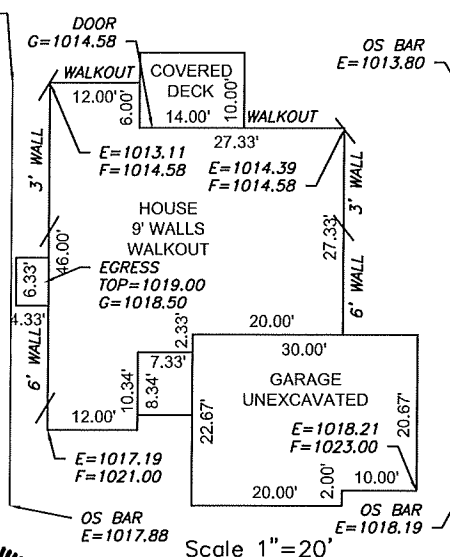 DOOR
G=1014.58
OS BAR
E=1013.80
WALKOUT
COVERED
DECK
12.00'
6.00'
14.00'
10.00'
WALKOUT
27.33'
3' WALL
E=1013.11
F=1014.58
E=1014.39
F=1014.58
3' WALL
HOUSE
9' WALLS
WALKOUT
46.00'
27.33'
6.33'
EGRESS
TOP=1019.00
G=1018.50
4.33'
6' WALL
6' WALL
20.00'
2.33'
30.00'
7.33'
10.34'
8.34'
GARAGE
UNEXCAVATED
22.67'
20.67'
E=1018.21
F=1023.00
12.00'
2.00'
10.00'
20.00'
E=1017.19
F=1021.00
OS BAR
E=1017.88
OS BAR
E=1018.19
Scale 1"=20'